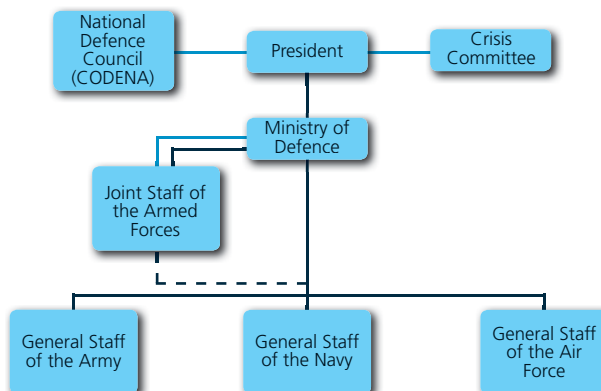 National
Defence
Council
(CODENA)
President
Crisis
Committee
Ministry of
Defence
Joint Staff of
the Armed
Forces
General Staff
of the Army
General Staff
of the Navy
General Staff
of the Air
Force